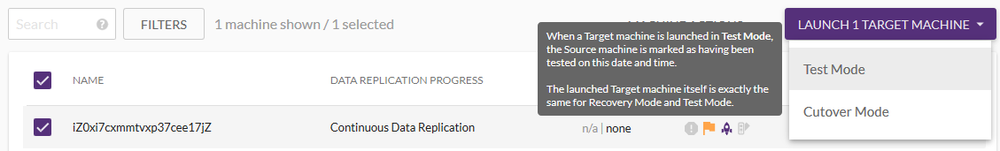 Search
FILTERS
1 machine shown / 1 selected
LAUNCH 1 TARGET MACHINE
When a Target machine is launched in Test Mode,
the Source machine is marked as having been
tested on this date and time.
The launched Target machine itself is exactly the
same for Recovery Mode and Test Mode.
Test Mode
Cutover Mode
NAME
DATA REPLICATION PROGRESS
iZ0xi7cxmmtvxp37cee17jZ
Continuous Data Replication
n/a | none